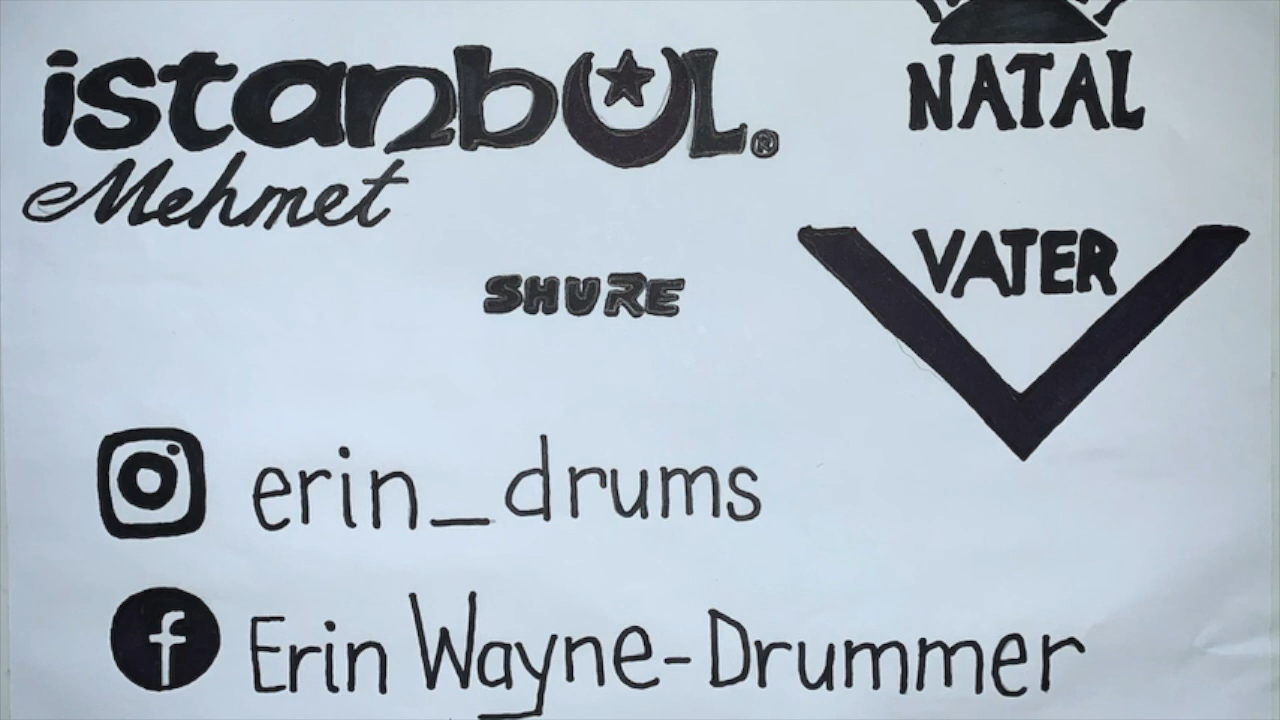 istanbul®
Mehmet
NATAL
VATER
SHURE
erin_drums
f Erin Wayne-Drummer